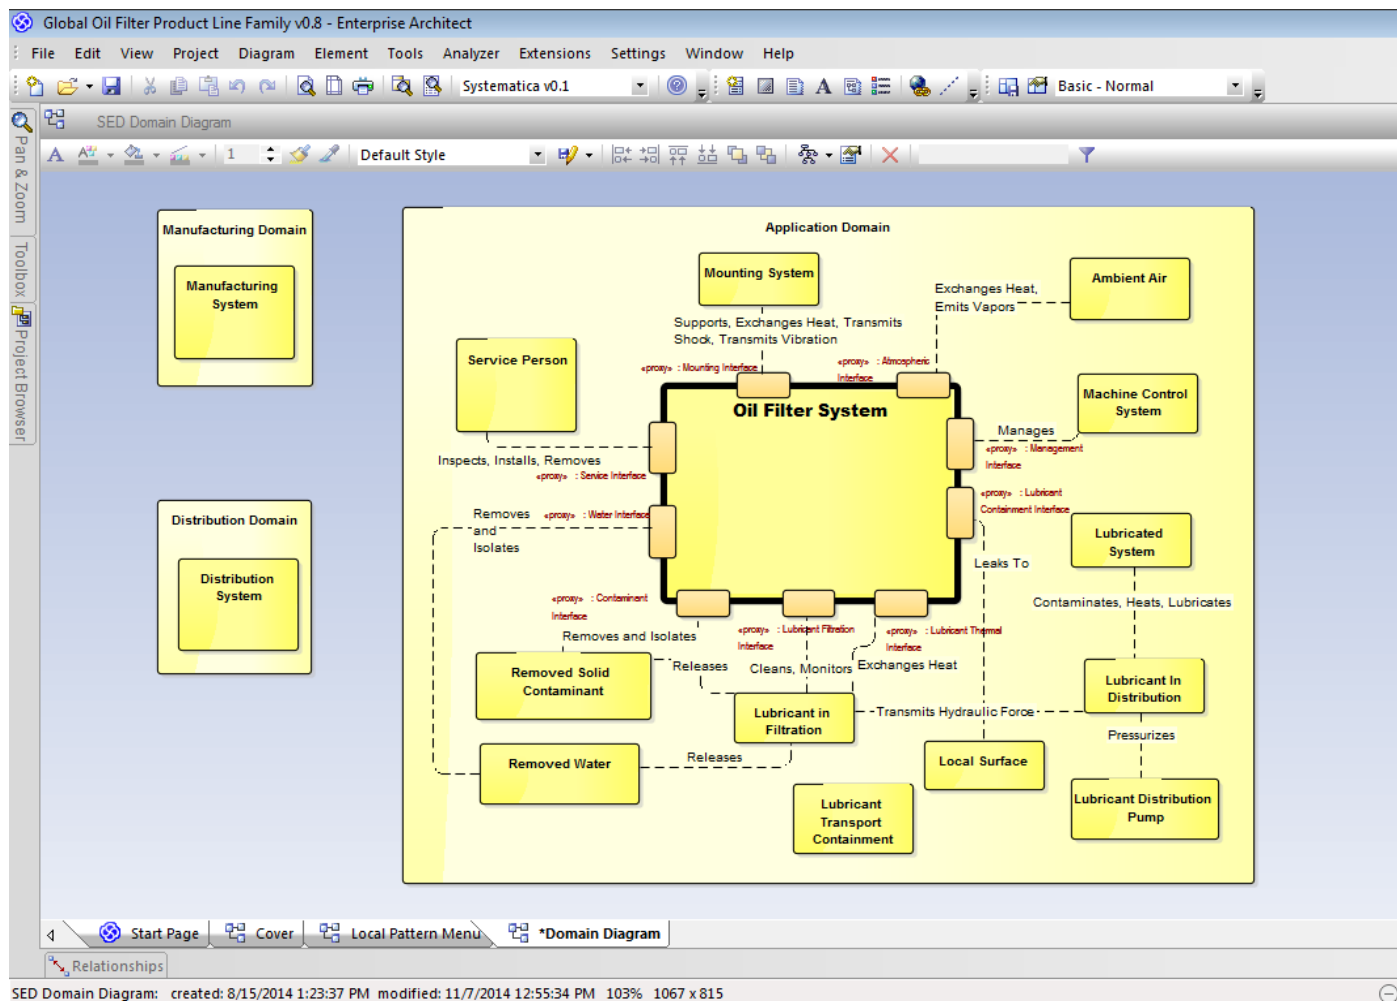 Global Oil Filter Product Line Family v0.8 - Enterprise Architect
File Edit View Project Diagram Element Tools Analyzer Extensions Settings Window Help
Systematica v0.1
Basic - Normal
SED Domain Diagram
1
Default Style
Pan & Zoom
Toolbox
Project Browser
Manufacturing Domain
Manufacturing
System
Distribution Domain
Distribution
System
Application Domain
Mounting System
Ambient Air
Exchanges Heat,
Emits Vapors
Supports, Exchanges Heat, Transmits
Shock, Transmits Vibration
Service Person
«proxy» : Mounting Interface
«proxy» : Atmospheric
Interface
Oil Filter System
Machine Control
System
Manages
«proxy» : Management
Interface
Inspects, Installs, Removes
«proxy» : Service Interface
«proxy» : Lubricant
Containment Interface
Removes
and
Isolates
«proxy» : Water Interface
Lubricated
System
Leaks To
Contaminates, Heats, Lubricates
«proxy» : Contaminant
Interface
Removes and Isolates
«proxy» : Lubricant Filtration
Interface
«proxy» : Lubricant Thermal
Interface
Releases
Cleans, Monitors
Exchanges Heat
Removed Solid
Contaminant
Lubricant In
Distribution
Lubricant in
Filtration
Transmits Hydraulic Force
Pressurizes
Removed Water
Releases
Local Surface
Lubricant
Transport
Containment
Lubricant Distribution
Pump
Start Page
Cover
Local Pattern Menu
*Domain Diagram
Relationships
SED Domain Diagram: created: 8/15/2014 1:23:37 PM modified: 11/7/2014 12:55:34 PM 103% 1067 x 815